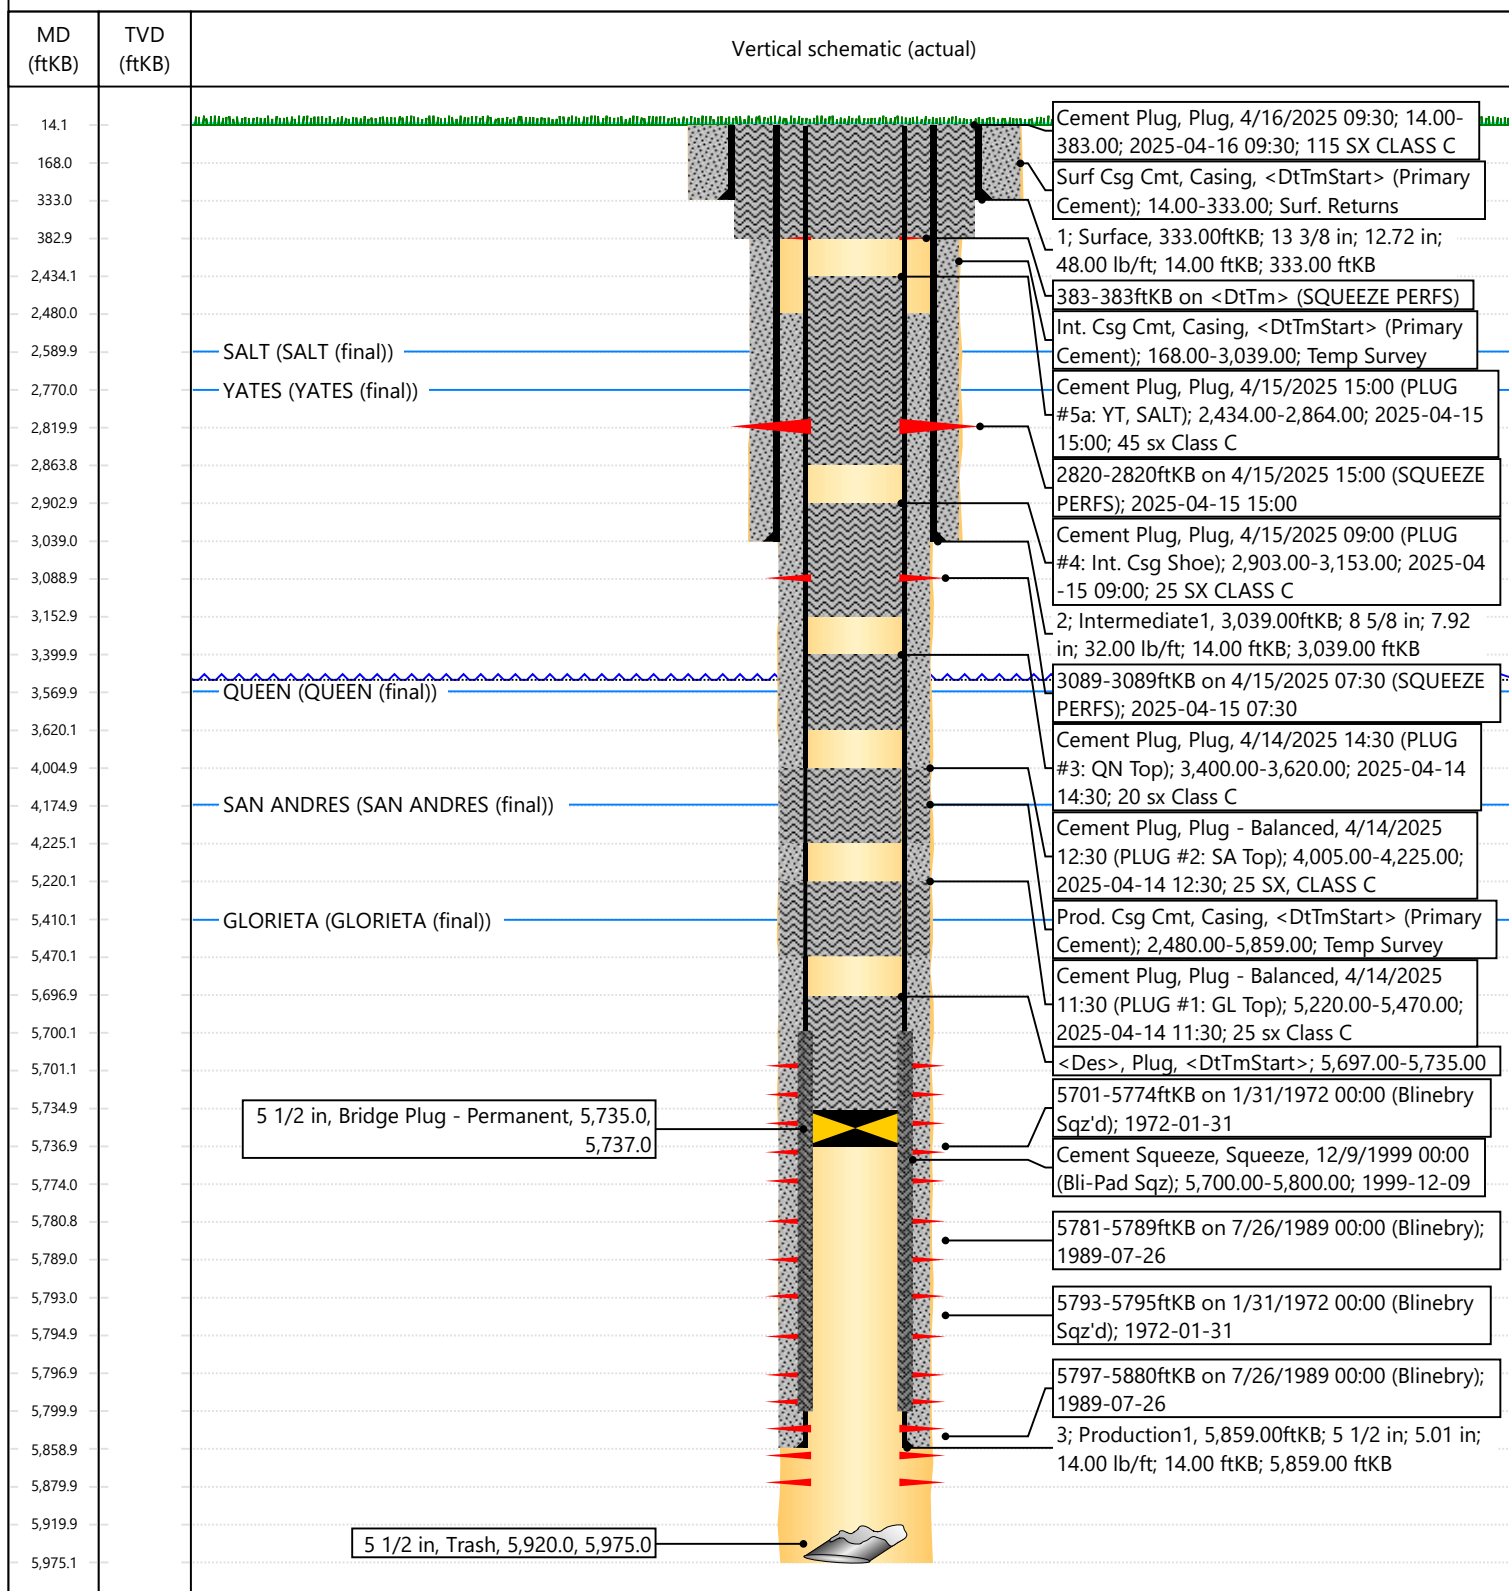 MD
(ftKB)
TVD
(ftKB)
Vertical schematic (actual)
14.1
168.0
333.0
382.9
2,434.1
2,480.0
2,589.9
2,770.0
2,819.9
2,863.8
2,902.9
3,039.0
3,088.9
3,152.9
3,399.9
3,569.9
3,620.1
4,004.9
4,174.9
4,225.1
5,220.1
5,410.1
5,470.1
5,696.9
5,700.1
5,701.1
5,734.9
5,736.9
5,774.0
5,780.8
5,789.0
5,793.0
5,794.9
5,796.9
5,799.9
5,858.9
5,879.9
5,919.9
5,975.1
SALT (SALT (final))
YATES (YATES (final))
QUEEN (QUEEN (final))
SAN ANDRES (SAN ANDRES (final))
GLORIETA (GLORIETA (final))
5 1/2 in, Bridge Plug - Permanent, 5,735.0,
5,737.0
5 1/2 in, Trash, 5,920.0, 5,975.0
Cement Plug, Plug, 4/16/2025 09:30; 14.00-
383.00; 2025-04-16 09:30; 115 SX CLASS C
Surf Csg Cmt, Casing, <DtTmStart> (Primary
Cement); 14.00-333.00; Surf. Returns
1; Surface, 333.00ftKB; 13 3/8 in; 12.72 in;
48.00 lb/ft; 14.00 ftKB; 333.00 ftKB
383-383ftKB on <DtTm> (SQUEEZE PERFS)
Int. Csg Cmt, Casing, <DtTmStart> (Primary
Cement); 168.00-3,039.00; Temp Survey
Cement Plug, Plug, 4/15/2025 15:00 (PLUG
#5a: YT, SALT); 2,434.00-2,864.00; 2025-04-15
15:00; 45 sx Class C
2820-2820ftKB on 4/15/2025 15:00 (SQUEEZE
PERFS); 2025-04-15 15:00
Cement Plug, Plug, 4/15/2025 09:00 (PLUG
#4: Int. Csg Shoe); 2,903.00-3,153.00; 2025-04
-15 09:00; 25 SX CLASS C
2; Intermediate1, 3,039.00ftKB; 8 5/8 in; 7.92
in; 32.00 lb/ft; 14.00 ftKB; 3,039.00 ftKB
3089-3089ftKB on 4/15/2025 07:30 (SQUEEZE
PERFS); 2025-04-15 07:30
Cement Plug, Plug, 4/14/2025 14:30 (PLUG
#3: QN Top); 3,400.00-3,620.00; 2025-04-14
14:30; 20 sx Class C
Cement Plug, Plug - Balanced, 4/14/2025
12:30 (PLUG #2: SA Top); 4,005.00-4,225.00;
2025-04-14 12:30; 25 SX, CLASS C
Prod. Csg Cmt, Casing, <DtTmStart> (Primary
Cement); 2,480.00-5,859.00; Temp Survey
Cement Plug, Plug - Balanced, 4/14/2025
11:30 (PLUG #1: GL Top); 5,220.00-5,470.00;
2025-04-14 11:30; 25 sx Class C
<Des>, Plug, <DtTmStart>; 5,697.00-5,735.00
5701-5774ftKB on 1/31/1972 00:00 (Blinebry
Sqz'd); 1972-01-31
Cement Squeeze, Squeeze, 12/9/1999 00:00
(Bli-Pad Sqz); 5,700.00-5,800.00; 1999-12-09
5781-5789ftKB on 7/26/1989 00:00 (Blinebry);
1989-07-26
5793-5795ftKB on 1/31/1972 00:00 (Blinebry
Sqz'd); 1972-01-31
5797-5880ftKB on 7/26/1989 00:00 (Blinebry);
1989-07-26
3; Production1, 5,859.00ftKB; 5 1/2 in; 5.01 in;
14.00 lb/ft; 14.00 ftKB; 5,859.00 ftKB